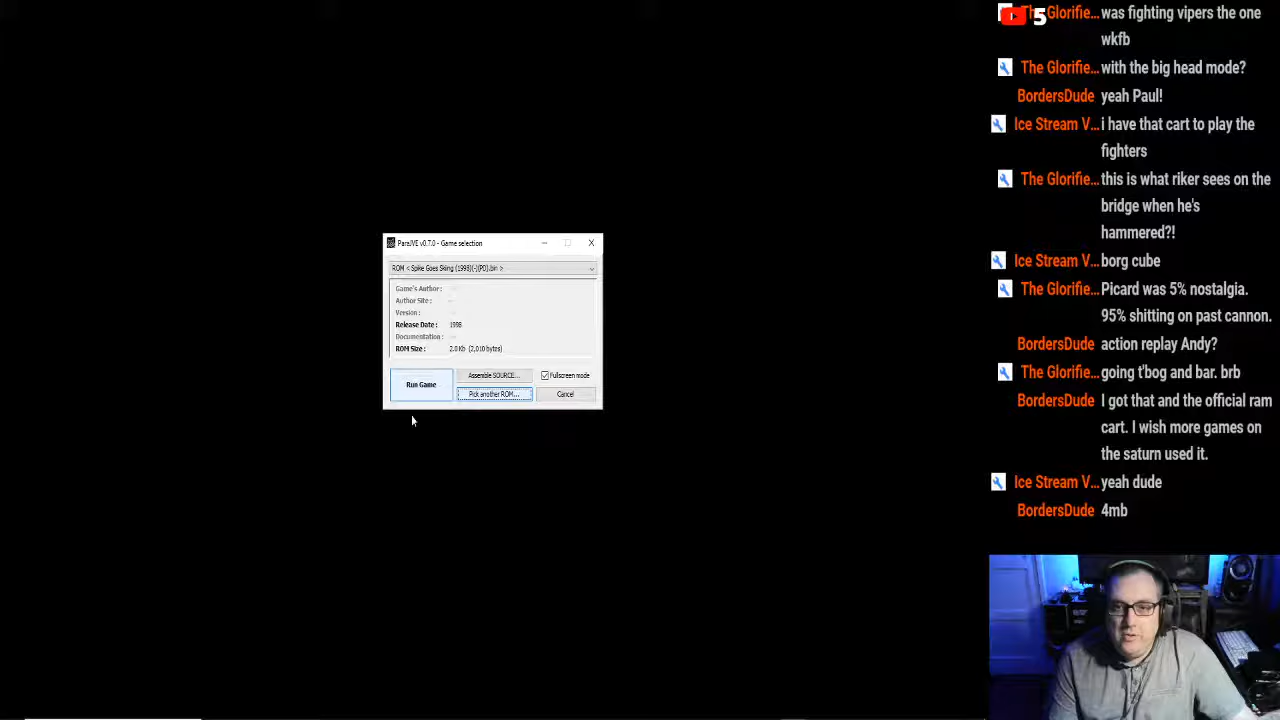 ParaJVE v0.7.0 - Game selection
ROM < Spike Goes Skiing (1998)(-)(PD).bin >
Game's Author :
Author Site :
Version :
Release Date : 1998
Documentation :
ROM Size : 2.0 Kb (2,010 bytes)
Run Game
Assemble SOURCE...
Fullscreen mode
Pick another ROM...
Cancel
5
The Glorifie... was fighting vipers the one
wkfb
The Glorifie... with the big head mode?
BordersDude yeah Paul!
Ice Stream V... i have that cart to play the
fighters
The Glorifie... this is what riker sees on the
bridge when he's
hammered?!
Ice Stream V... borg cube
The Glorifie... Picard was 5% nostalgia.
95% shitting on past cannon.
BordersDude action replay Andy?
The Glorifie... going t'bog and bar. brb
BordersDude I got that and the official ram
cart. I wish more games on
the saturn used it.
Ice Stream V... yeah dude
BordersDude 4mb